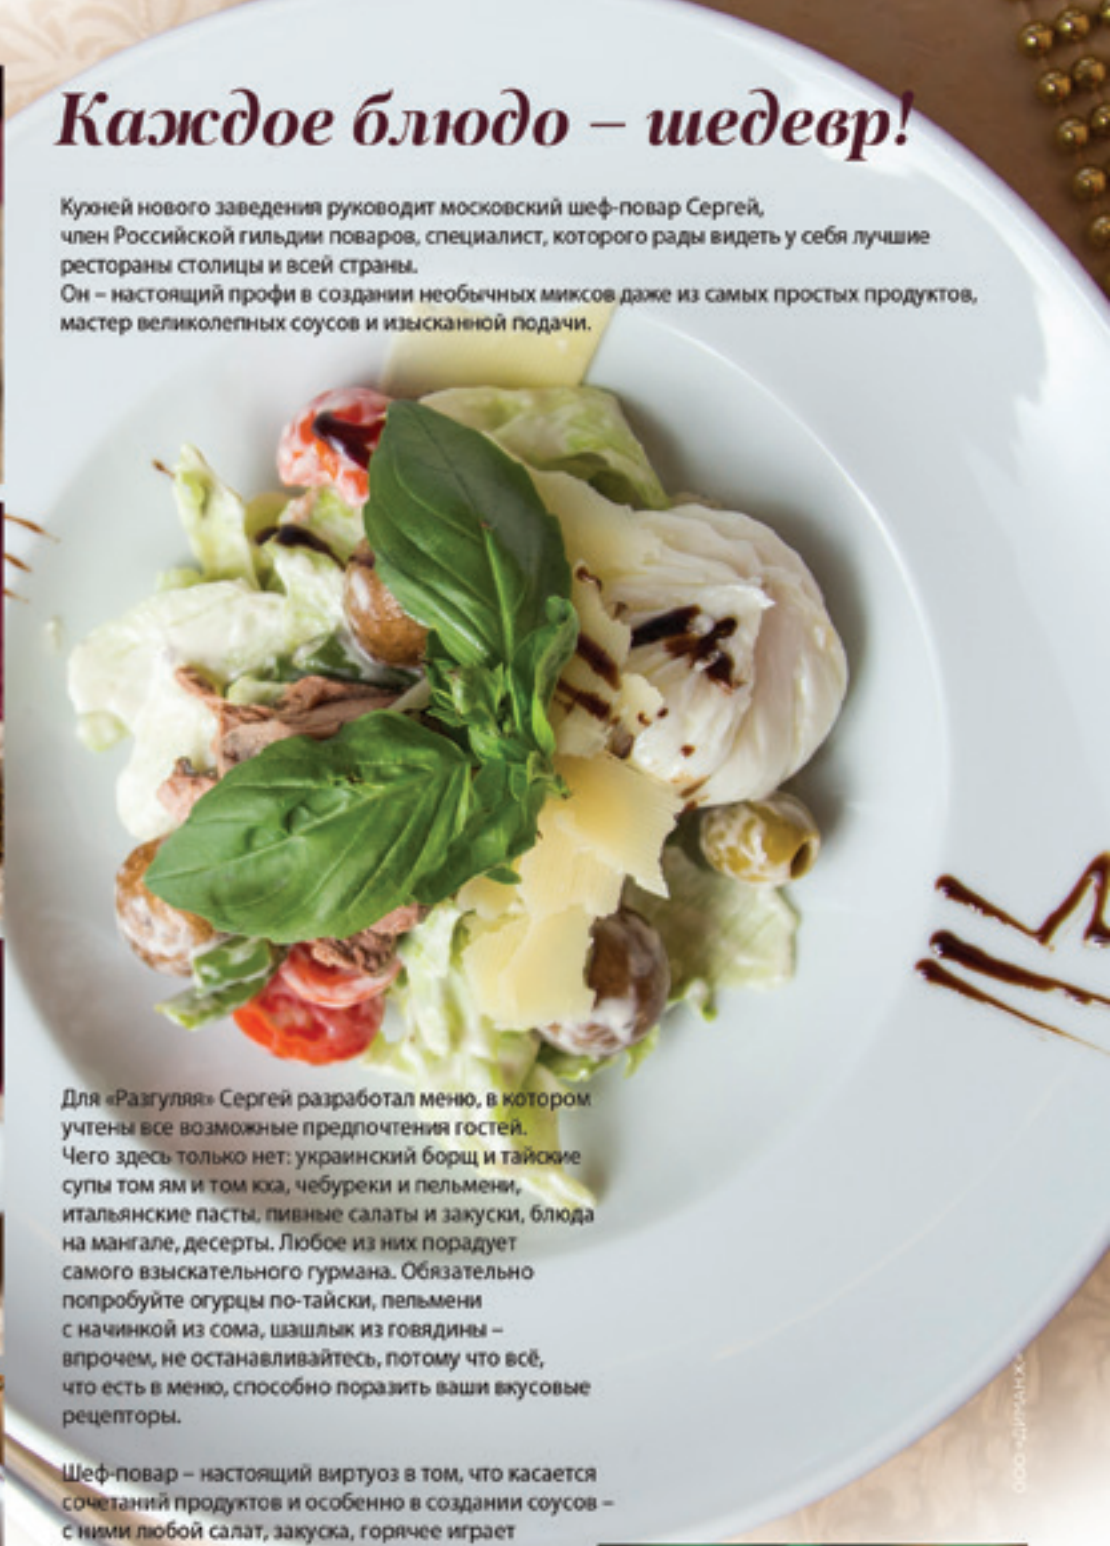 Каждое блюдо – шедевр!
Кухней нового заведения руководит московский шеф-повар Сергей,
член Российской гильдии поваров, специалист, которого рады видеть у себя лучшие
рестораны столицы и всей страны.
Он – настоящий профи в создании необычных миксов даже из самых простых продуктов,
мастер великолепных соусов и изысканной подачи.
Для «Разгуляя» Сергей разработал меню, в котором
учтены все возможные предпочтения гостей.
Чего здесь только нет: украинский борщ и тайские
супы том ям и том кха, чебуреки и пельмени,
итальянские пасты, пивные салаты и закуски, блюда
на мангале, десерты. Любое из них порадует
самого взыскательного гурмана. Обязательно
попробуйте огурцы по-тайски, пельмени
с начинкой из сома, шашлык из говядины –
впрочем, не останавливайтесь, потому что всё,
что есть в меню, способно поразить ваши вкусовые
рецепторы.
Шеф-повар – настоящий виртуоз в том, что касается
сочетаний продуктов и особенно в создании соусов –
с ними любой салат, закуска, горячее играет
ООО